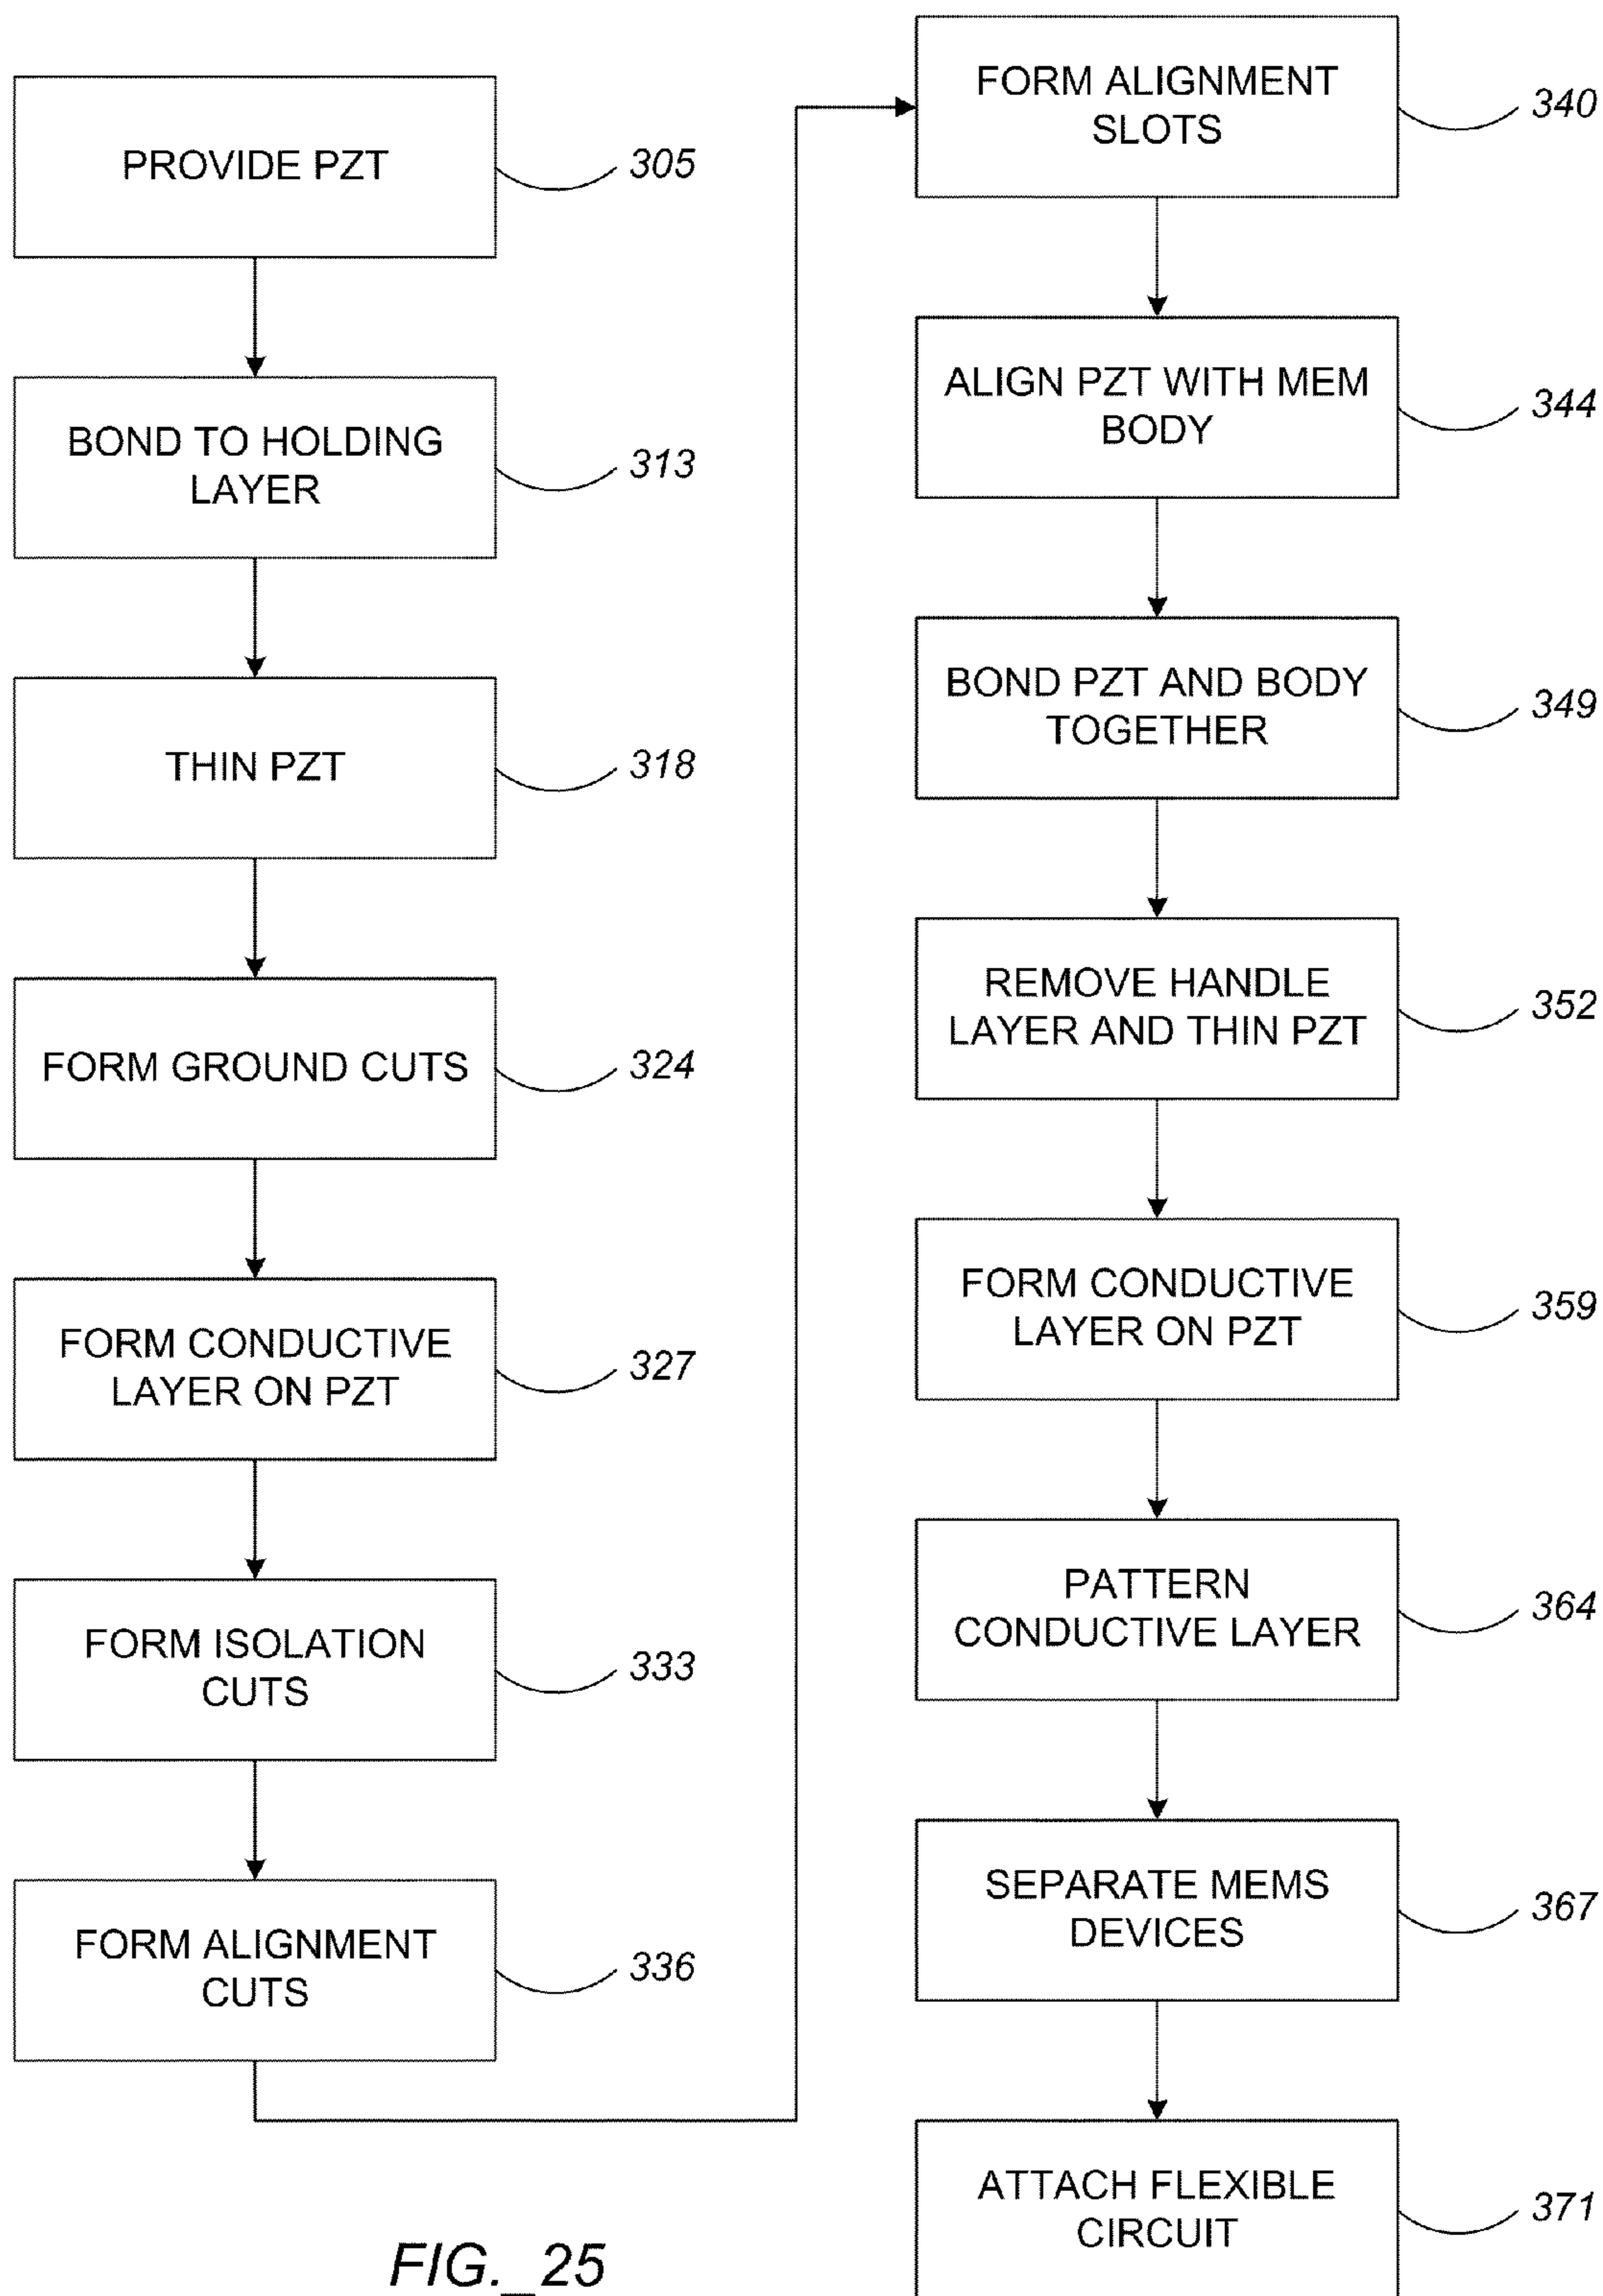 PROVIDE PZT
305
BOND TO HOLDING
LAYER
313
THIN PZT
318
FORM GROUND CUTS
324
FORM CONDUCTIVE
LAYER ON PZT
327
FORM ISOLATION
CUTS
333
FORM ALIGNMENT
CUTS
336
FORM ALIGNMENT
SLOTS
340
ALIGN PZT WITH MEM
BODY
344
BOND PZT AND BODY
TOGETHER
349
REMOVE HANDLE
LAYER AND THIN PZT
352
FORM CONDUCTIVE
LAYER ON PZT
359
PATTERN
CONDUCTIVE LAYER
364
SEPARATE MEMS
DEVICES
367
ATTACH FLEXIBLE
CIRCUIT
371
FIG._25